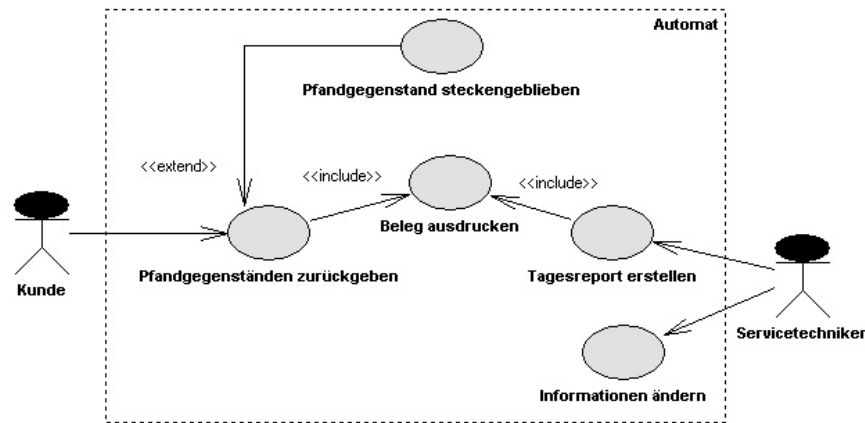 Automat
Pfandgegenstand steckengeblieben
<<extend>>
<<include>>
<<include>>
Beleg ausdrucken
Kunde
Pfandgegenständen zurückgeben
Tagesreport erstellen
Servicetechniker
Informationen ändern